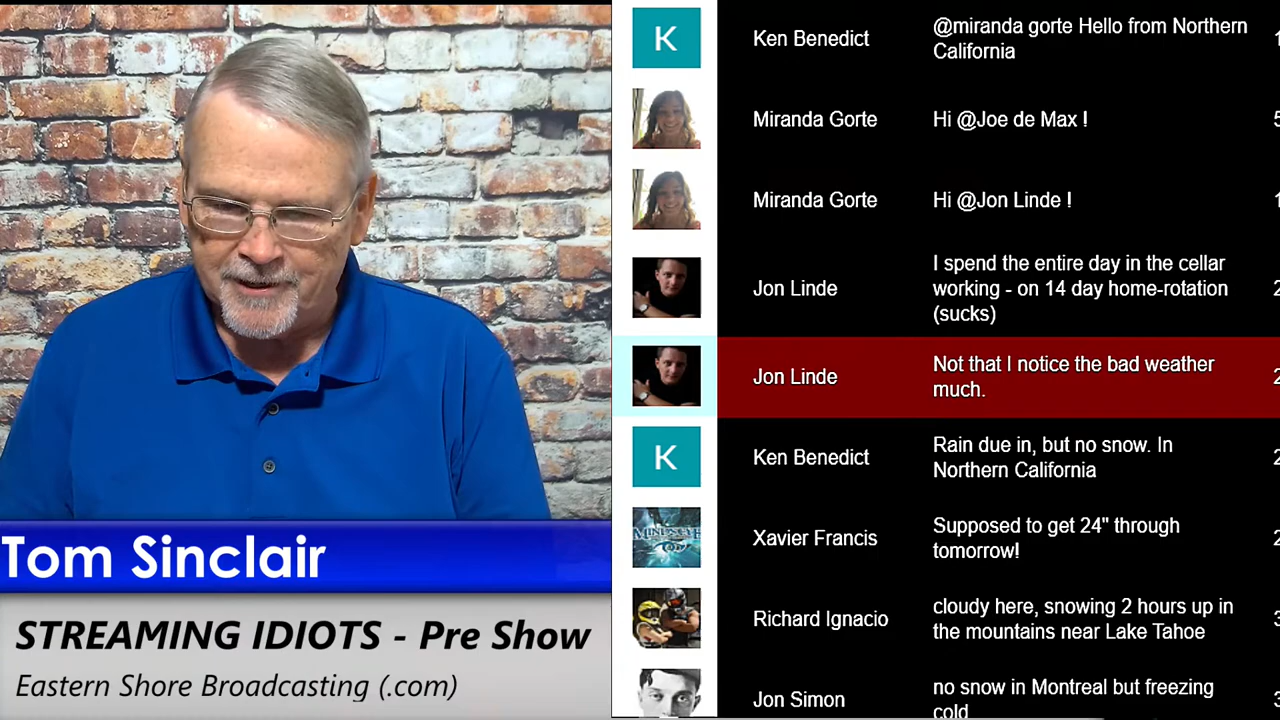 Tom Sinclair
STREAMING IDIOTS - Pre Show
Eastern Shore Broadcasting (.com)
K
Ken Benedict
@miranda gorte Hello from Northern
California
Miranda Gorte
Hi @Joe de Max !
Miranda Gorte
Hi @Jon Linde !
Jon Linde
I spend the entire day in the cellar
working - on 14 day home-rotation
(sucks)
Jon Linde
Not that I notice the bad weather
much.
K
Ken Benedict
Rain due in, but no snow. In
Northern California
MINDSEYE
Xavier Francis
Supposed to get 24" through
tomorrow!
Richard Ignacio
cloudy here, snowing 2 hours up in
the mountains near Lake Tahoe
Jon Simon
no snow in Montreal but freezing
cold